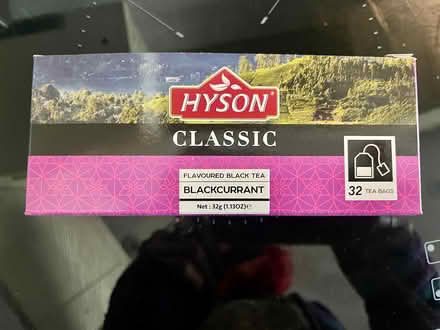 HYSON®
CLASSIC
FLAVOURED BLACK TEA
BLACKCURRANT
Net : 32g (1.13OZ)℮
32 TEA BAGS